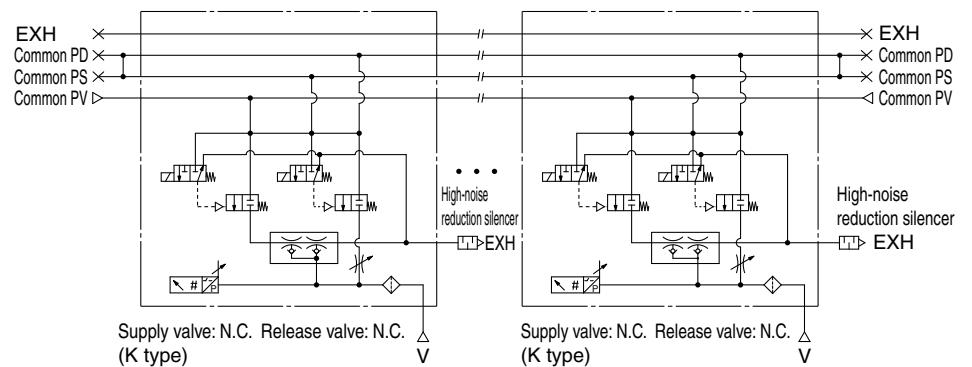 EXH
Common PD
Common PS
Common PV
EXH
Common PD
Common PS
Common PV
High-noise
reduction silencer
EXH
High-noise
reduction silencer
EXH
# P
# P
Supply valve: N.C. Release valve: N.C.
(K type)
V
Supply valve: N.C. Release valve: N.C.
(K type)
V